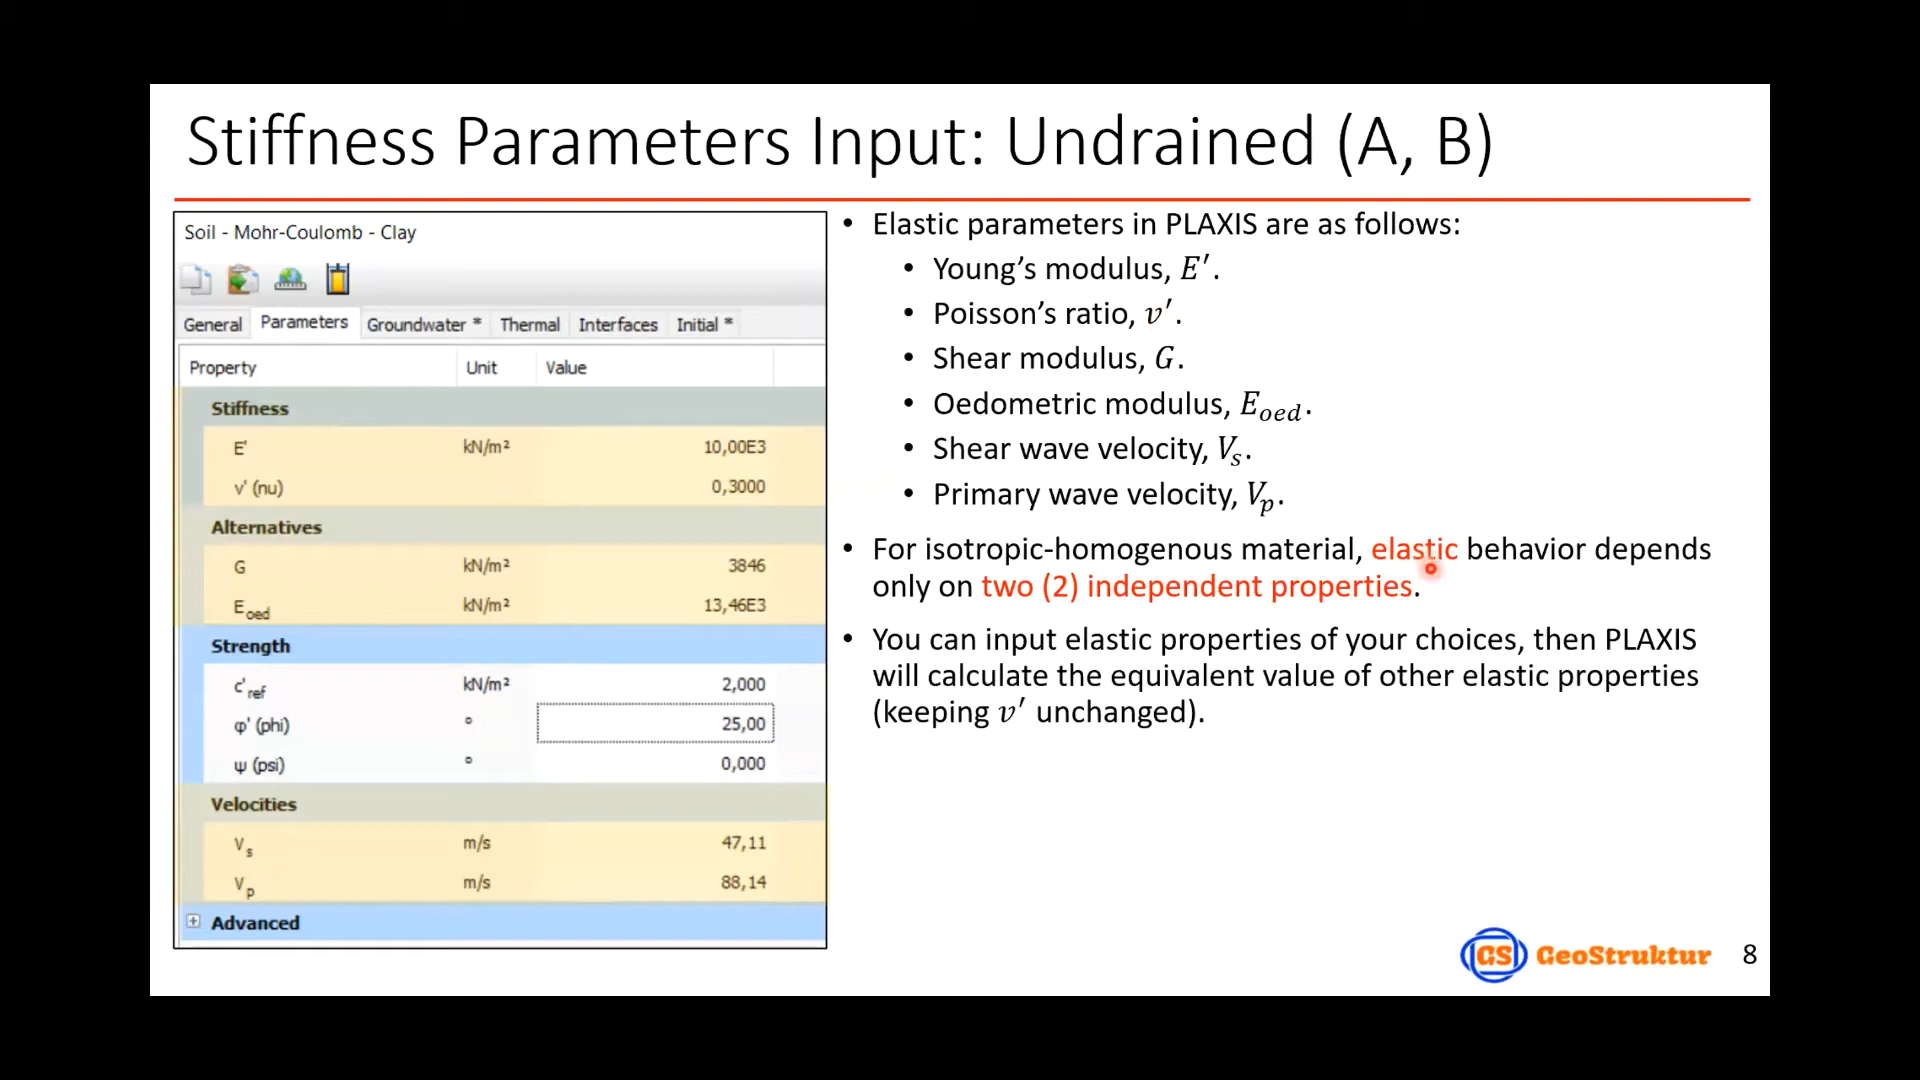 Stiffness Parameters Input: Undrained (A, B)
Soil - Mohr-Coulomb - Clay
General Parameters Groundwater * Thermal Interfaces Initial *
Property Unit Value
Stiffness
E' kN/m² 10,00E3
ν' (nu) 0,3000
Alternatives
G kN/m² 3846
E oed kN/m² 13,46E3
Strength
c' ref kN/m² 2,000
φ' (phi) ° 25,00
ψ (psi) ° 0,000
Velocities
V s m/s 47,11
V p m/s 88,14
Advanced
• Elastic parameters in PLAXIS are as follows:
• Young's modulus, E′.
• Poisson's ratio, v′.
• Shear modulus, G.
• Oedometric modulus, E_oed.
• Shear wave velocity, V_s.
• Primary wave velocity, V_p.
• For isotropic-homogenous material, elastic behavior depends
only on two (2) independent properties.
• You can input elastic properties of your choices, then PLAXIS
will calculate the equivalent value of other elastic properties
(keeping v′ unchanged).
GS GeoStruktur 8